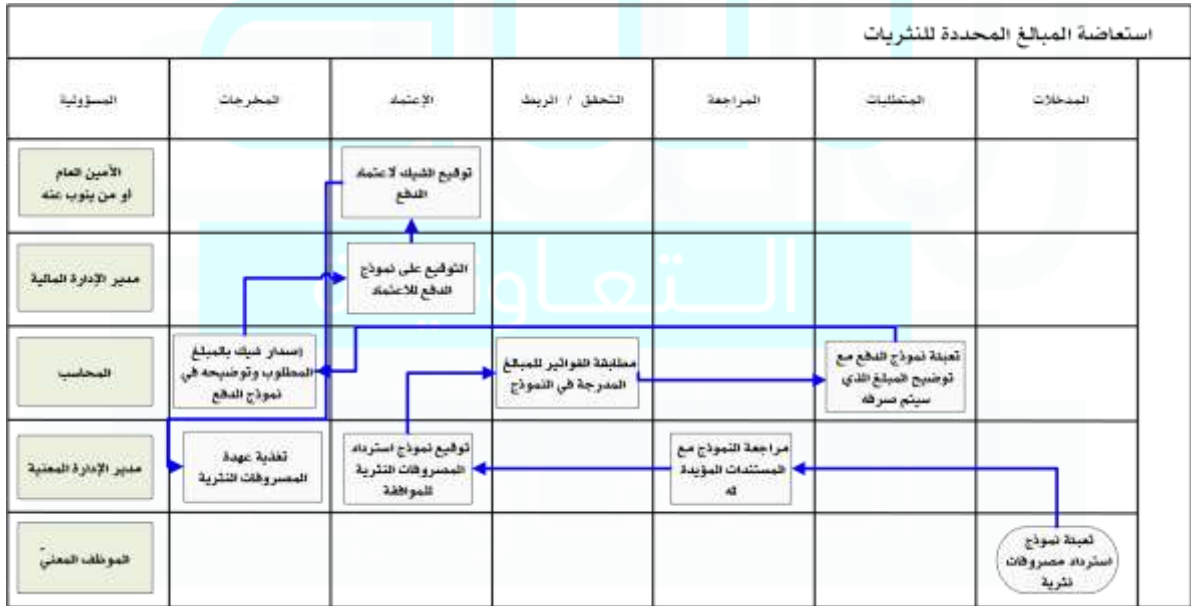 استعاضة المبالغ المحددة للنثريات
المدخلات
المتطلبات
المراجعة
التحقق / الربط
الإعتماد
المخرجات
المسؤولية
توقيع الشيك لاعتماد
الدفع
الأمين العام
أو من ينوب عنه
التوقيع على نموذج
الدفع للاعتماد
مدير الإدارة المالية
تعبئة نموذج الدفع مع
توضيح المبلغ الذي
سيتم صرفه
مطابقة الفواتير للمبالغ
المدرجة في النموذج
إصدار شيك بالمبلغ
المطلوب وتوضيحه في
نموذج الدفع
المحاسب
مراجعة النموذج مع
المستندات المؤيدة
له
توقيع نموذج استرداد
المصروفات النثرية
للموافقة
تغذية عهدة
المصروفات النثرية
مدير الإدارة المعنية
تعبئة نموذج
استرداد مصروفات
نثرية
الموظف المعنيّ